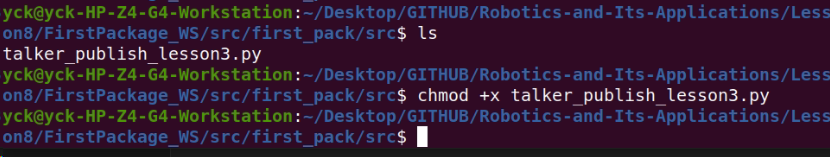 yck@yck-HP-Z4-G4-Workstation:~/Desktop/GITHUB/Robotics-and-Its-Applications/Less
on8/FirstPackage_WS/src/first_pack/src$ ls
talker_publish_lesson3.py
yck@yck-HP-Z4-G4-Workstation:~/Desktop/GITHUB/Robotics-and-Its-Applications/Less
on8/FirstPackage_WS/src/first_pack/src$ chmod +x talker_publish_lesson3.py
yck@yck-HP-Z4-G4-Workstation:~/Desktop/GITHUB/Robotics-and-Its-Applications/Less
on8/FirstPackage_WS/src/first_pack/src$